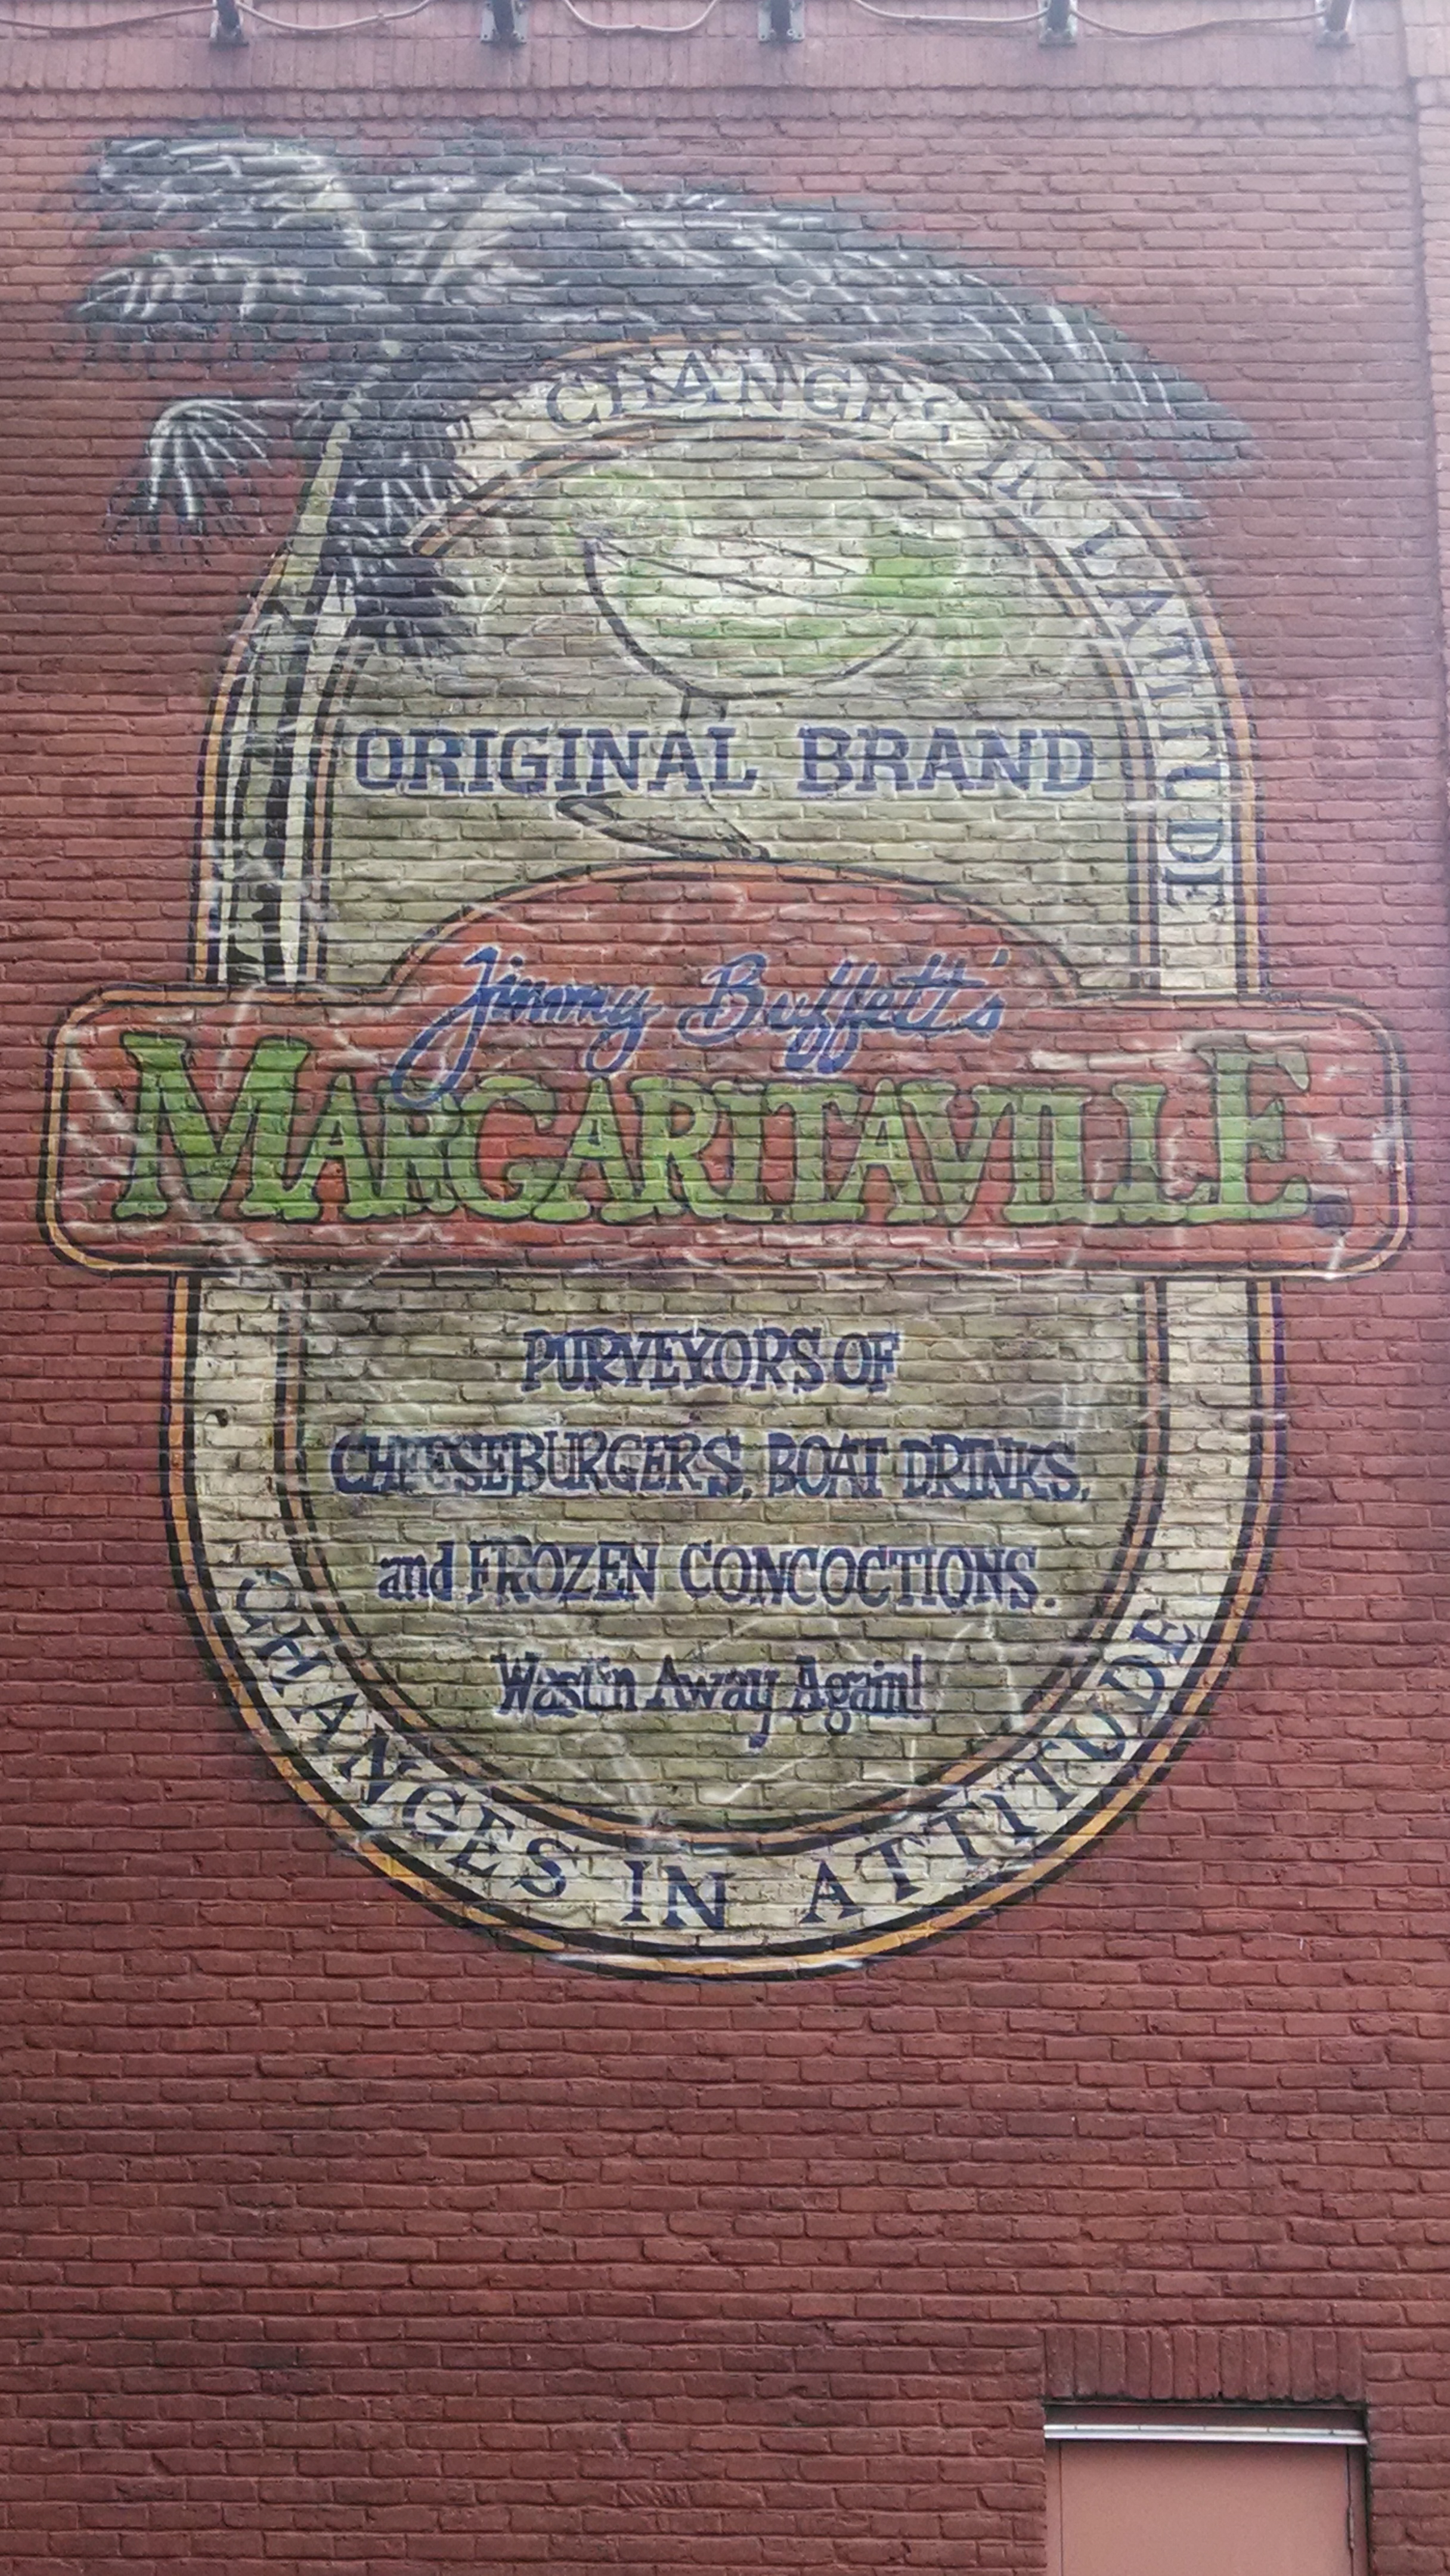 CHANGES IN LATITUDE
ORIGINAL BRAND
Jimmy Buffett's
MARGARITAVILLE
PURVEYORS OF
CHEESEBURGERS, BOAT DRINKS,
and FROZEN CONCOCTIONS.
Wastin Away Again!
CHANGES IN ATTITUDE